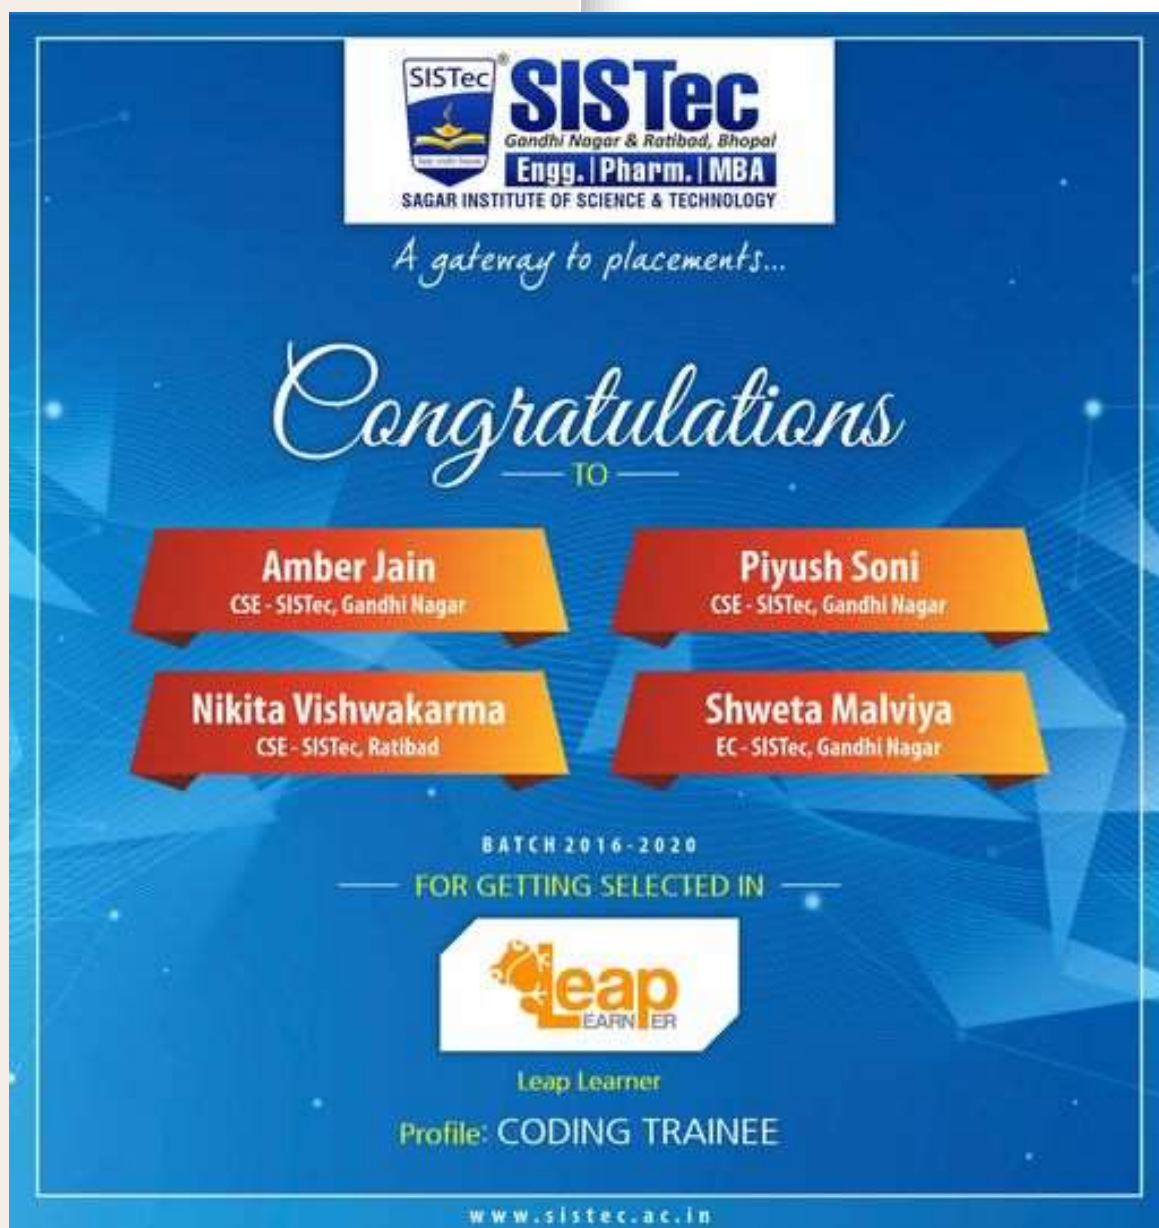 SISTec
SISTec
Gandhi Nagar & Ratibad, Bhopal
Engg. | Pharm. | MBA
SAGAR INSTITUTE OF SCIENCE & TECHNOLOGY
A gateway to placements...
Congratulations
TO
Amber Jain
CSE - SISTec, Gandhi Nagar
Piyush Soni
CSE - SISTec, Gandhi Nagar
Nikita Vishwakarma
CSE - SISTec, Ratibad
Shweta Malviya
EC - SISTec, Gandhi Nagar
BATCH 2016-2020
FOR GETTING SELECTED IN
Leap
LEARNER
Leap Learner
Profile: CODING TRAINEE
www.sistec.ac.in